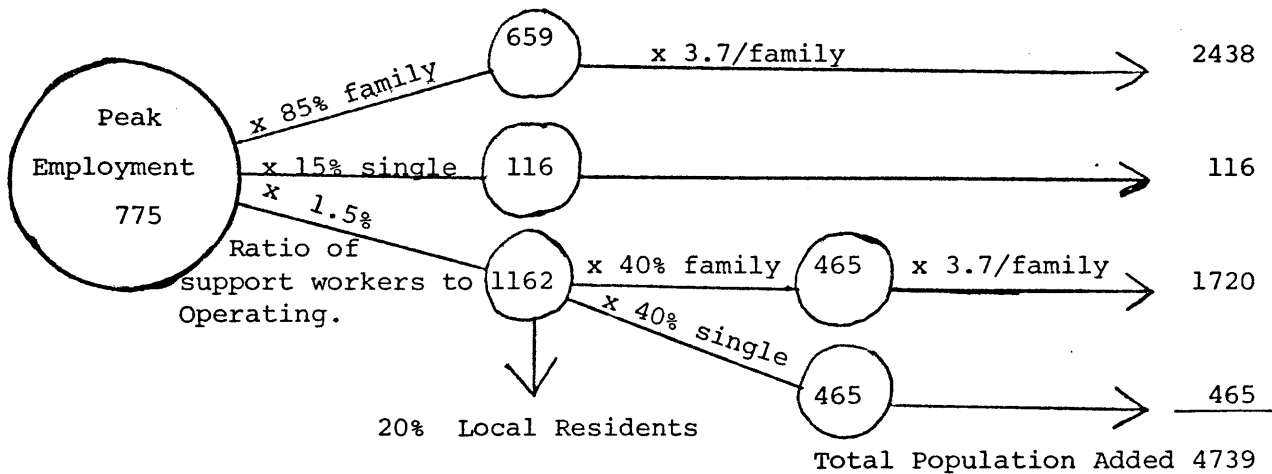 659
x 3.7/family
2438
x 85% family
Peak
Employment
775
x 15% single
116
116
x 1.5%
Ratio of
support workers to
Operating.
1162
x 40% family
465
x 3.7/family
1720
x 40% single
465
465
20% Local Residents
Total Population Added 4739